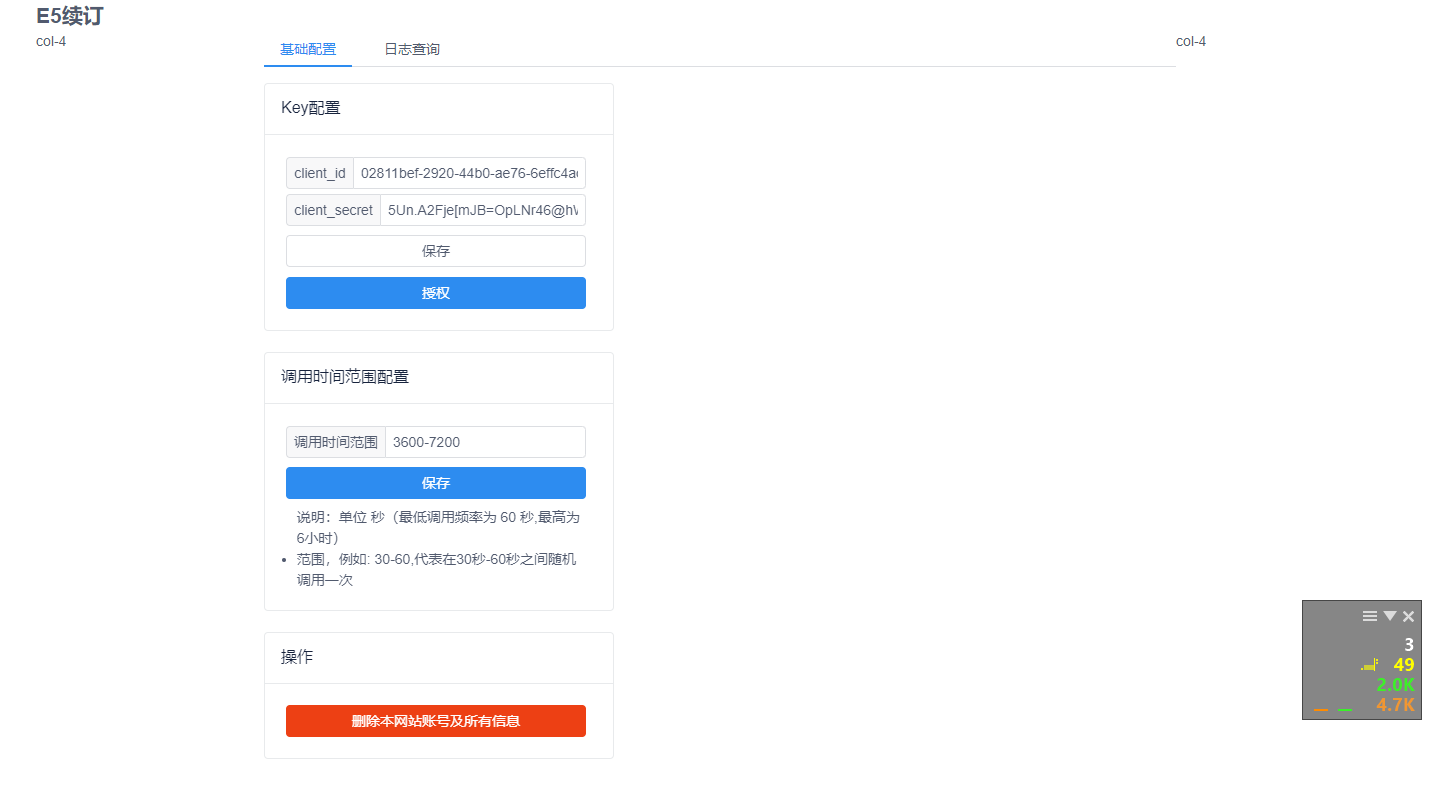 E5续订
col-4
基础配置
日志查询
col-4
Key配置
client_id 02811bef-2920-44b0-ae76-6effc4a
client_secret 5Un.A2Fje[mJB=OpLNr46@h
保存
授权
调用时间范围配置
调用时间范围 3600-7200
保存
说明：单位 秒（最低调用频率为 60 秒,最高为
6小时）
范围，例如: 30-60,代表在30秒-60秒之间随机
调用一次
操作
删除本网站账号及所有信息
3
49
2.0K
4.7K